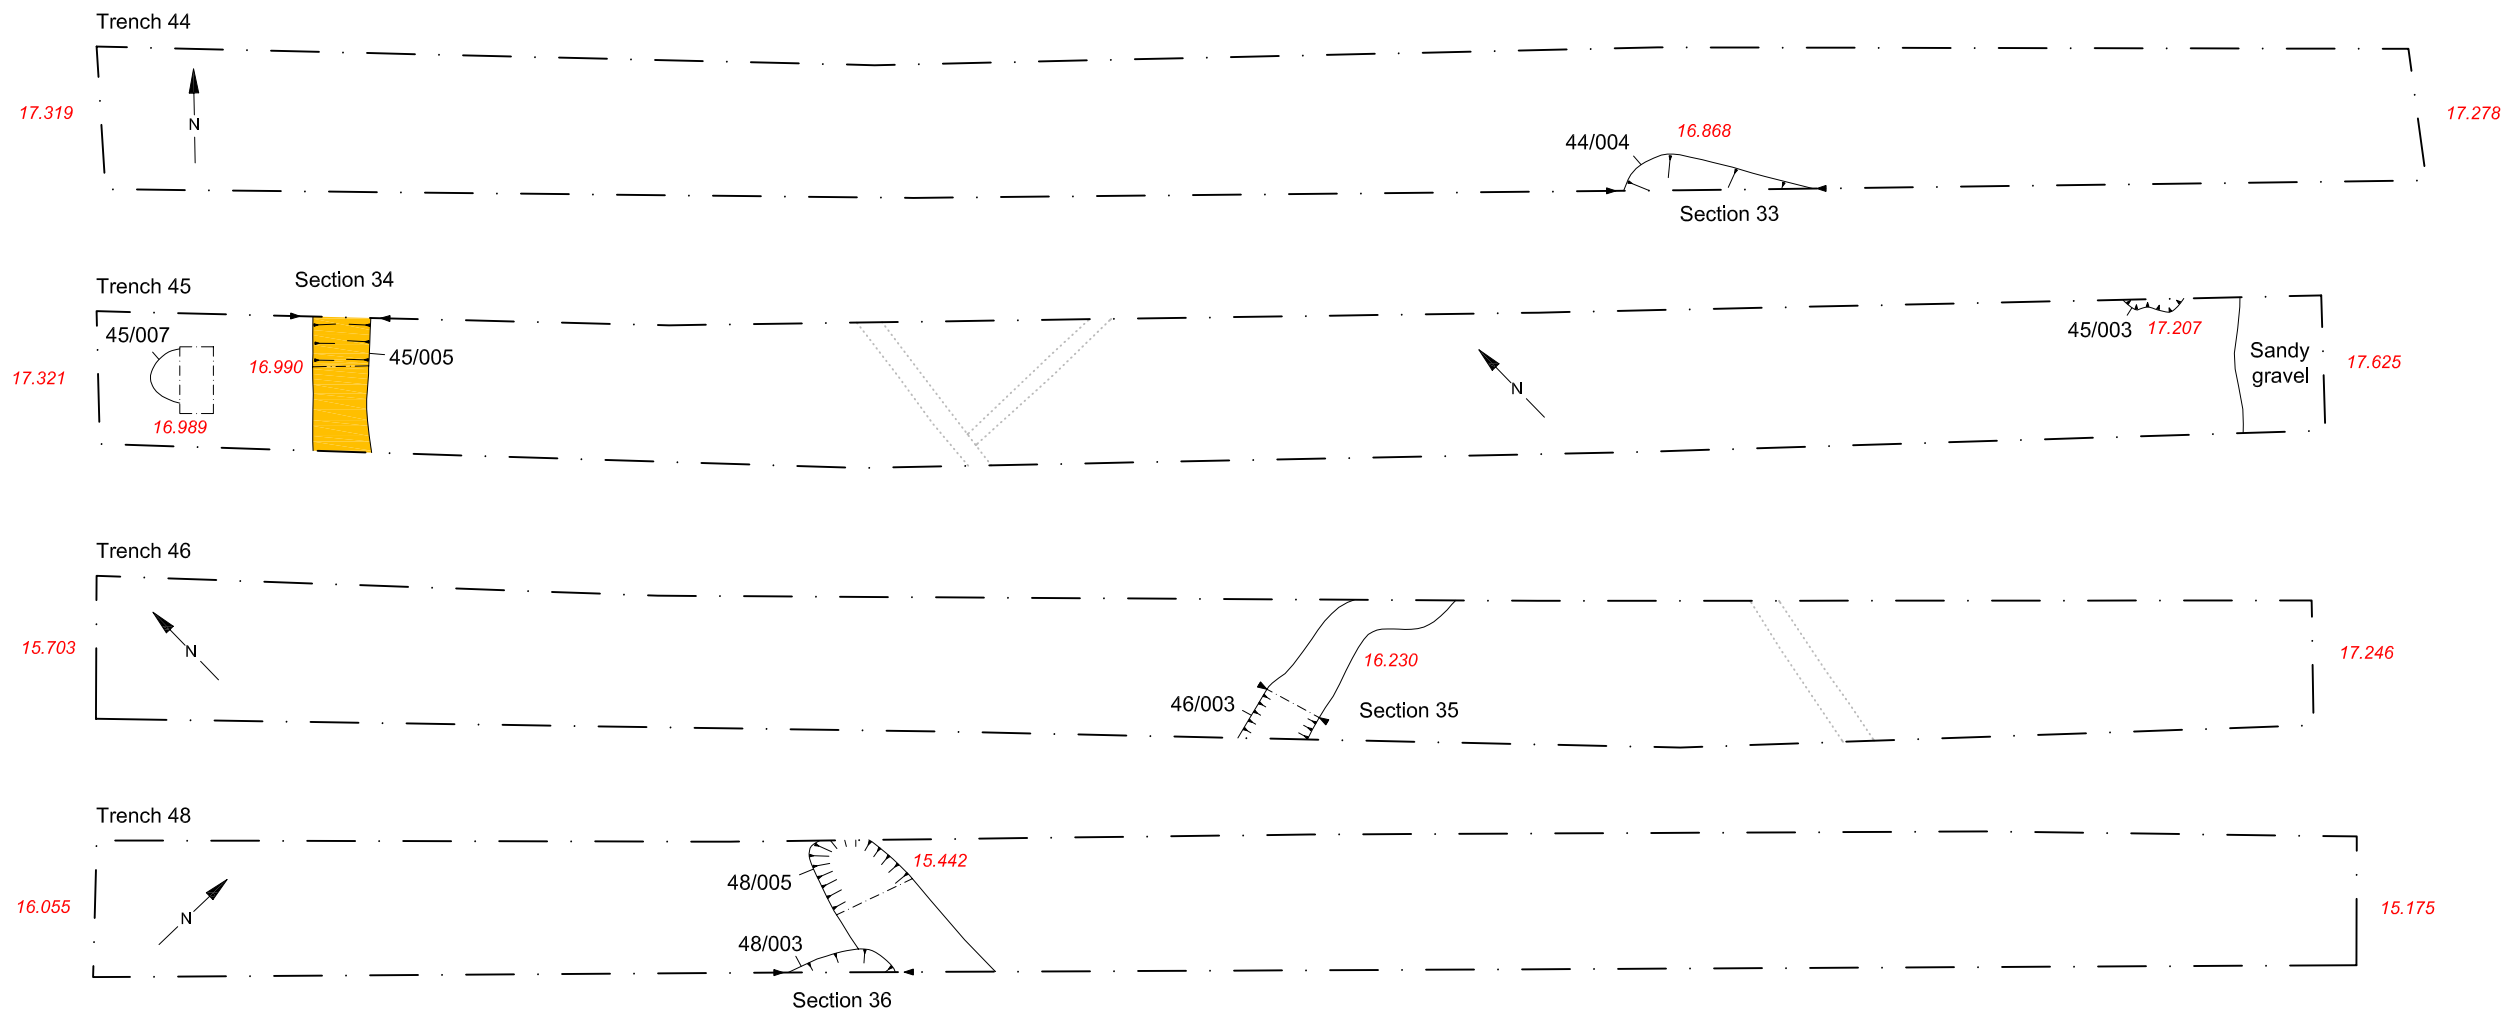 Trench 44
17.319
N
44/004
16.868
17.278
Section 33
Trench 45
Section 34
45/007
16.990
45/005
17.321
16.989
N
45/003
17.207
Sandy
gravel
17.625
Trench 46
15.703
N
46/003
16.230
Section 35
17.246
Trench 48
16.055
N
48/005
15.442
48/003
Section 36
15.175